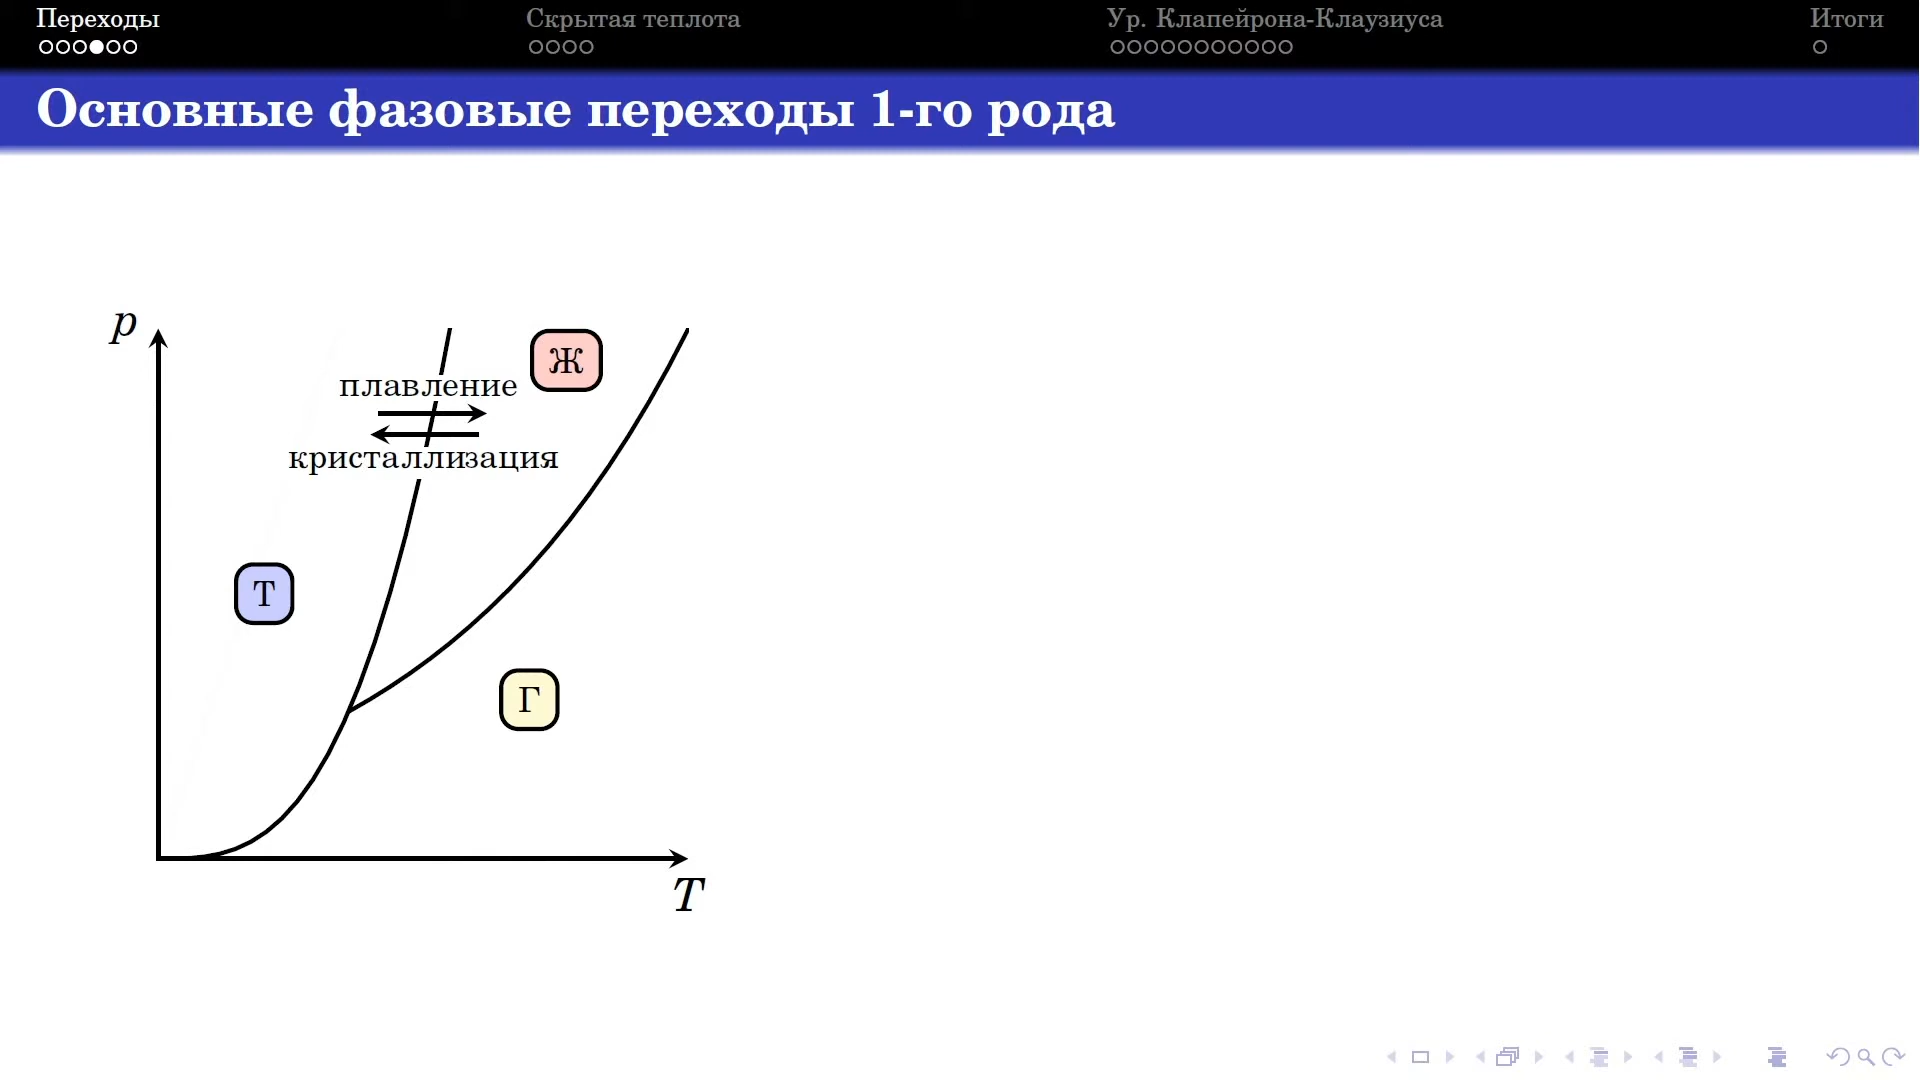 Переходы
Скрытая теплота
Ур. Клапейрона-Клаузиуса
Итоги
Основные фазовые переходы 1-го рода
p
Ж
плавление
кристаллизация
Т
Г
T